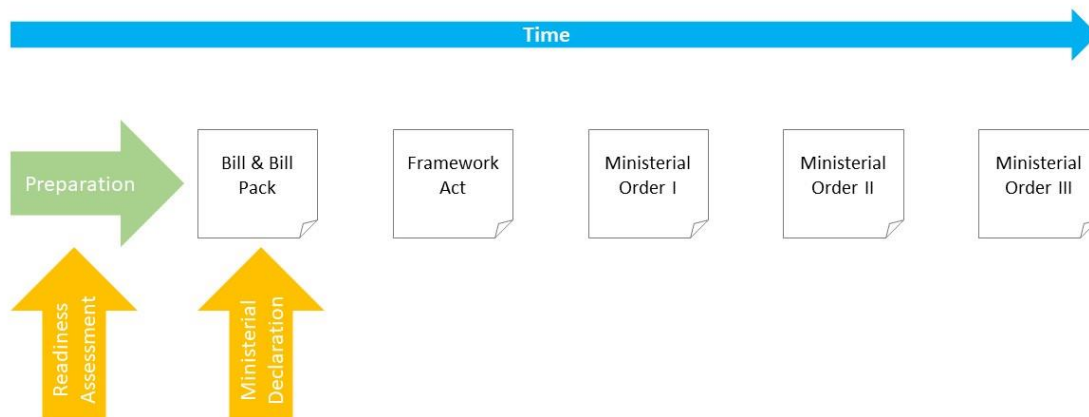 Time
Preparation
Bill & Bill
Pack
Framework
Act
Ministerial
Order I
Ministerial
Order II
Ministerial
Order III
Readiness
Assessment
Ministerial
Declaration